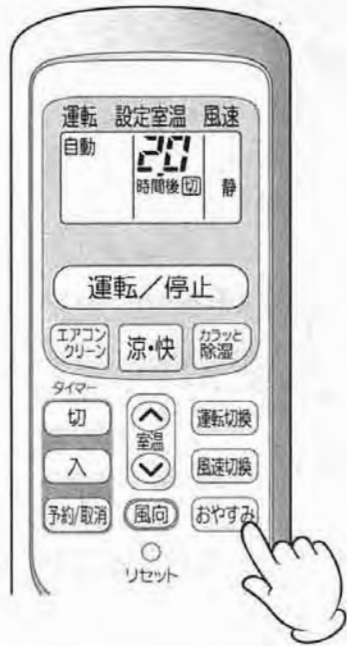 運転 設定室温 風速
自動 2.0
時間後切 静
運転／停止
エアコン
クリーン
涼・快
カラッと
除湿
タイマー
切
入
予約/取消
室温
風向
運転切換
風速切換
おやすみ
リセット